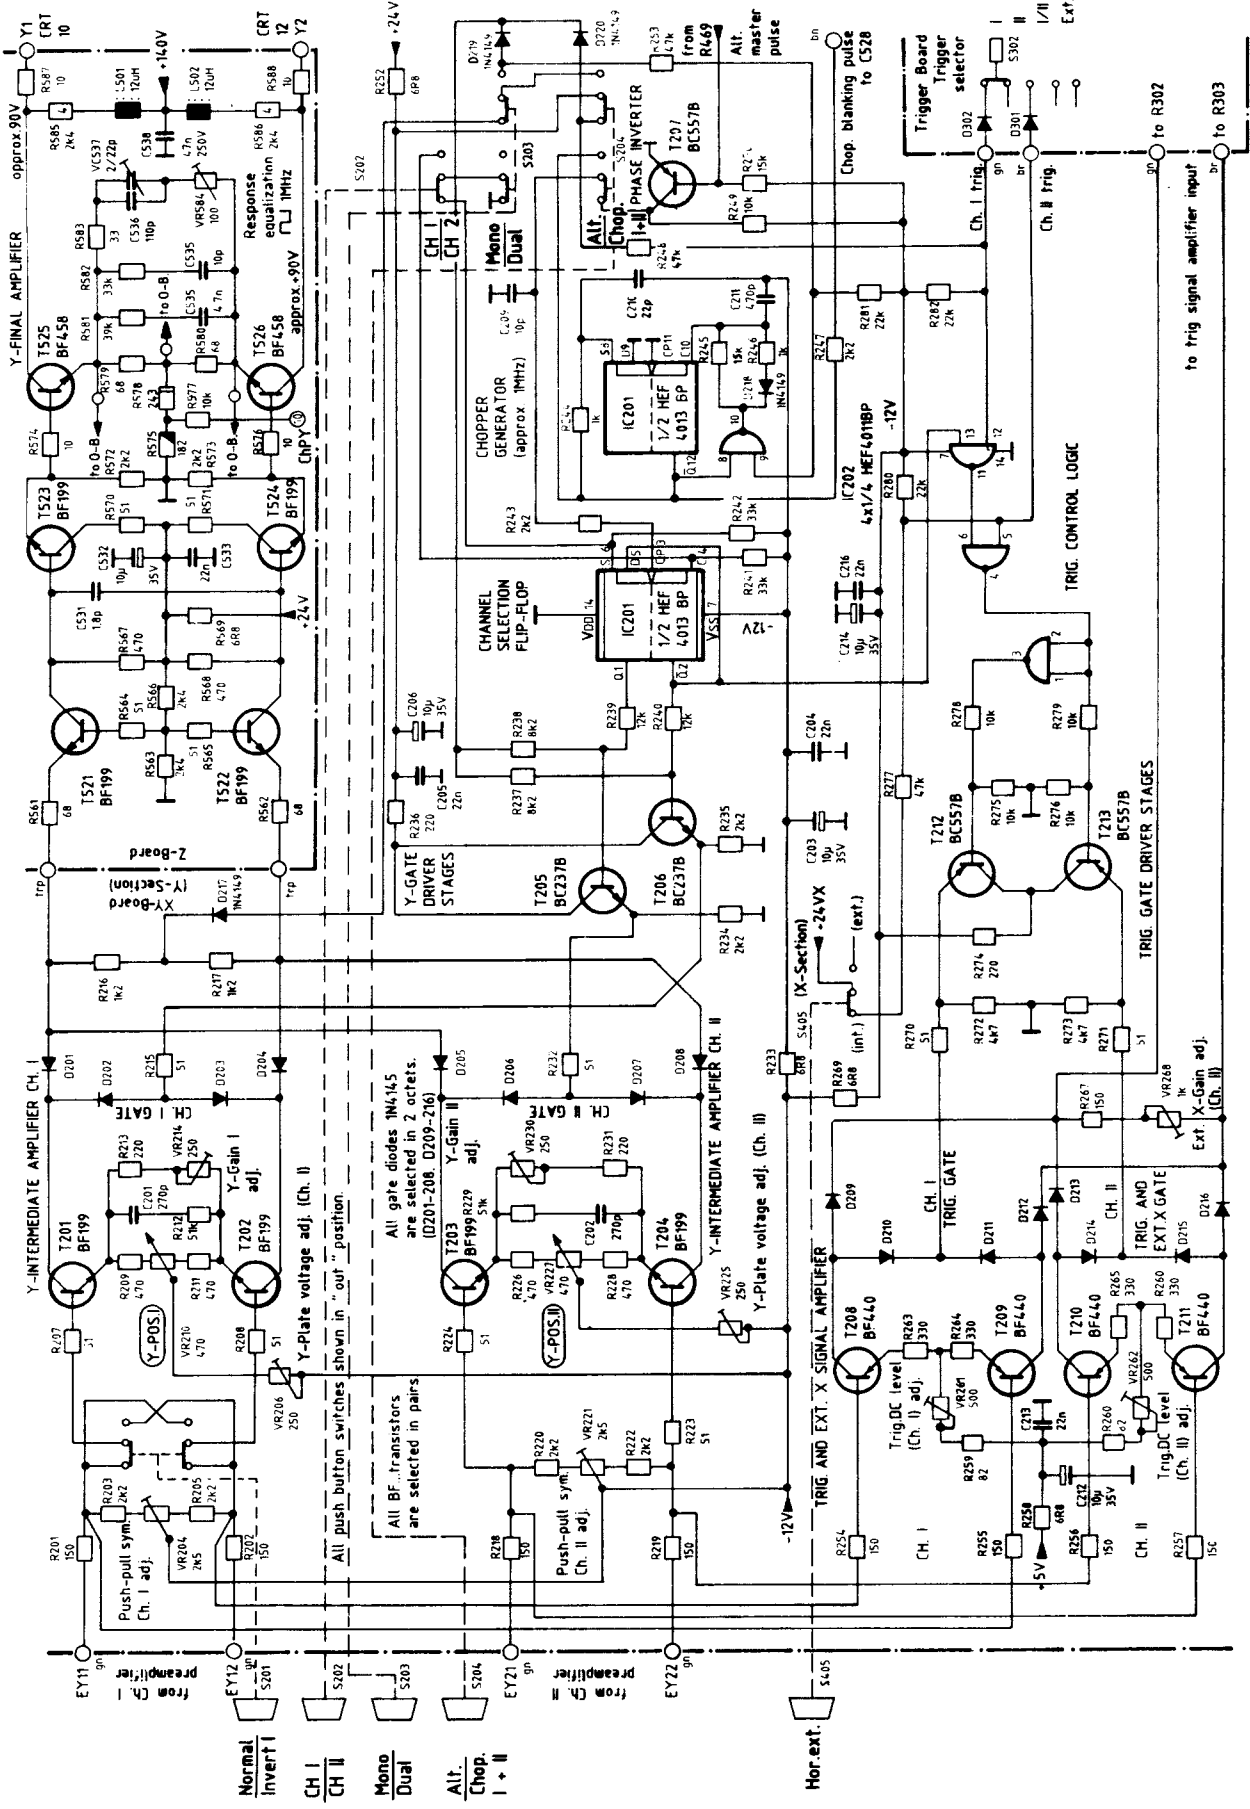 Y-INTERMEDIATE AMPLIFIER CH. I
Y-FINAL AMPLIFIER
EY11
gn
from Ch. I
preamplifier
EY12
gn
R201
150
R203
2k2
Push-pull sym.
Ch. I adj.
VR204
2k5
R205
2k2
R202
150
R207
51
T201
BF199
R209
470
C201
270p
R213
220
VR214
250
R212
51k
VR210
470
Y-POS.I
R211
470
Y-Gain I
adj.
R208
51
T202
BF199
VR206
250
Y-Plate voltage adj. (Ch. I)
D201
D202
R215
51
D203
D204
CH. I GATE
R216
1k2
R217
1k2
D217
1N4149
XY-Board
(Y-Section)
Z-Board
trp
trp
R561
68
T521
BF199
R564
51
R563
2k4
R566
2k4
R565
51
T522
BF199
R562
68
R567
470
R568
470
R569
6R8
+24V
C531
1.8p
T523
BF199
C532
10µ
35V
C533
22n
R570
51
R571
51
T524
BF199
R572
2k2
R573
2k2
R574
10
R575
182
R576
10
to 0-B
to 0-B
to 0-B
ChPY
T525
BF458
R579
68
R578
243
R977
10k
R580
68
T526
BF458
R581
39k
R582
33k
C535
4.7n
C535
10p
R583
33
C536
110p
VC537
2/22p
VR584
100
Response
equalization
1MHz
approx.+90V
approx.90V
R585
2k4
R587
10
L501
12uH
L502
12uH
+140V
C538
47n
250V
R586
2k4
R588
10
Y1
CRT
10
CRT
12
Y2
Normal
Invert I
S201
CH I
CH II
S202
Mono
Dual
S203
Alt.
Chop.
I + II
S204
Hor.ext.
S405
All push button switches shown in "out" position
All BF...transistors
are selected in pairs
All gate diodes 1N4145
are selected in 2 octets.
(D201-208, D209-216)
EY21
gn
from Ch. II
preamplifier
EY22
gn
R218
150
R219
150
Push-pull sym.
Ch. II adj.
R220
2k2
VR221
2k5
R222
2k2
R223
51
R224
51
T203
BF199
R226
470
VR227
470
R228
470
Y-POS.II
R229
51k
C202
270p
VR230
250
R231
220
Y-Gain II
adj.
T204
BF199
VR225
250
Y-Plate voltage adj. (Ch. II)
Y-INTERMEDIATE AMPLIFIER CH. II
D205
D206
D207
D208
CH. II GATE
R232
51
R233
6R8
-12V
R236
220
Y-GATE
DRIVER
STAGES
T205
BC237B
T206
BC237B
R234
2k2
R235
2k2
C205
22n
C206
10µ
35V
R237
8k2
R238
8k2
R239
12k
R240
12k
C203
10µ
35V
C204
22n
CHANNEL
SELECTION
FLIP-FLOP
VDD 14
IC201
1/2 HEF
4013 BP
VSS 7
-12V
R241
33k
R242
33k
R243
2k2
R244
1k
CHOPPER
GENERATOR
(approx 1MHz)
IC201
1/2 HEF
4013 BP
C209
10p
C210
22p
C211
470p
R245
15k
R246
1k
D218
1N4149
R247
2k2
R248
47k
R249
10k
15k
PHASE INVERTER
T207
BC557B
R252
6R8
+24V
S202
S203
S204
CH I
CH 2
Mono
Dual
Alt.
Chop.
I+II
D219
1N4149
D220
1N4149
R253
47k
from
R469
Alt.
master
pulse
Chop. blanking pulse
to C528
bn
IC202
4x1/4 HEF4011BP
-12V
R280
22k
R281
22k
R282
22k
Ch. I trig.
gn
Ch. II trig.
br
Trigger Board
Trigger
selector
D302
D301
S302
I
II
I/II
Ext.
to R302
gn
to R303
br
to trig signal amplifier input
TRIG. CONTROL LOGIC
C214
10µ
35V
C216
22n
R277
47k
R278
10k
R279
10k
R275
10k
R276
10k
T212
BC557B
T213
BC557B
TRIG. GATE DRIVER STAGES
R274
220
R272
4k7
R273
4k7
R270
51
R271
51
R269
6R8
S405
(X-Section)
+24VX
(int.)
(ext.)
R267
150
VR268
1k
Ext. X-Gain adj.
(Ch. II)
TRIG. AND EXT. X SIGNAL AMPLIFIER
D209
D210
D211
D212
D213
D214
D215
D216
CH. I
TRIG. GATE
CH. II
TRIG. AND
EXT.X GATE
T208
BF440
T209
BF440
T210
BF440
T211
BF440
R263
330
R264
330
R265
330
R260
330
VR261
500
VR262
500
Trig.DC level
(Ch. I) adj.
Trig.DC level
(Ch. II) adj.
R259
82
R260
C213
22n
C212
10µ
35V
R258
6R8
+5V
R254
150
R255
150
R256
150
R257
150
CH. I
CH. II